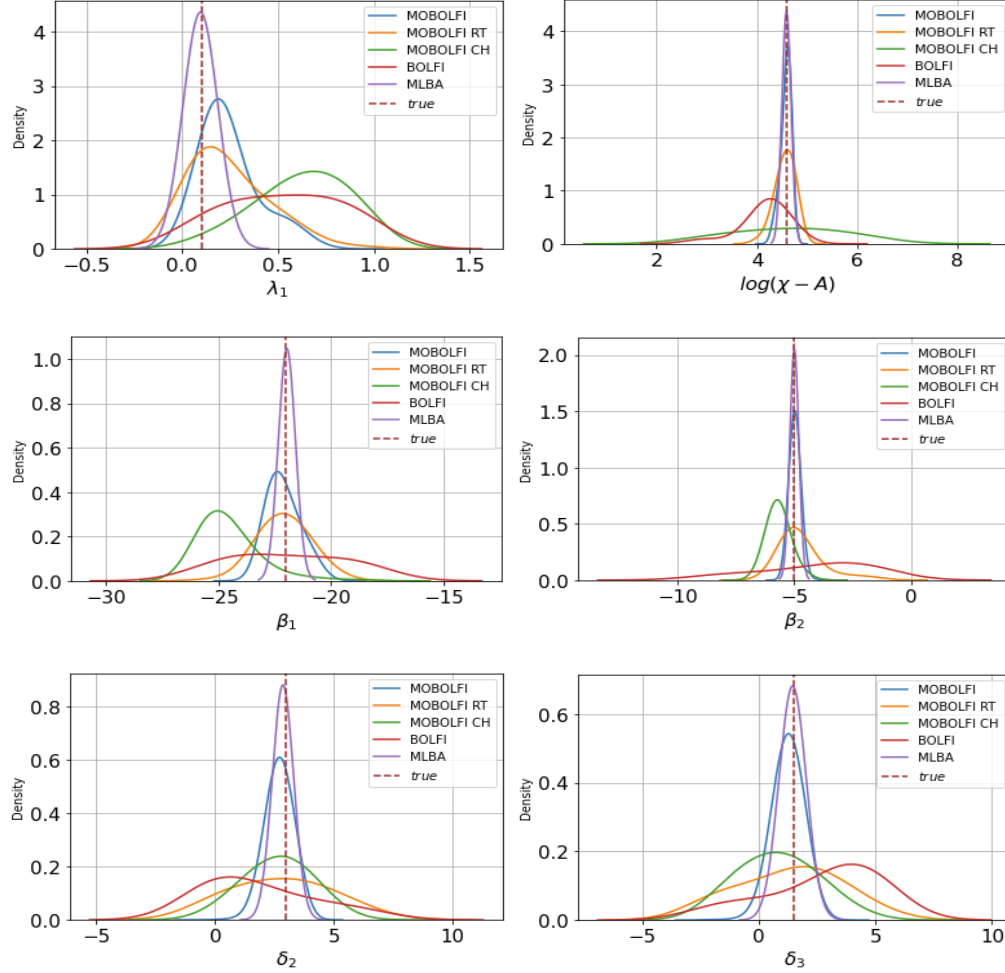 4
3
2
1
0
Density
−0.5
0.0
0.5
1.0
1.5
λ₁
MOBOLFI
MOBOLFI RT
MOBOLFI CH
BOLFI
MLBA
true
4
3
2
1
0
Density
2
4
6
8
log(χ − A)
MOBOLFI
MOBOLFI RT
MOBOLFI CH
BOLFI
MLBA
true
1.0
0.8
0.6
0.4
0.2
0.0
Density
−30
−25
−20
−15
β₁
MOBOLFI
MOBOLFI RT
MOBOLFI CH
BOLFI
MLBA
true
2.0
1.5
1.0
0.5
0.0
Density
−10
−5
0
β₂
MOBOLFI
MOBOLFI RT
MOBOLFI CH
BOLFI
MLBA
true
0.8
0.6
0.4
0.2
0.0
Density
−5
0
5
10
δ₂
MOBOLFI
MOBOLFI RT
MOBOLFI CH
BOLFI
MLBA
true
0.6
0.4
0.2
0.0
Density
−5
0
5
10
δ₃
MOBOLFI
MOBOLFI RT
MOBOLFI CH
BOLFI
MLBA
true